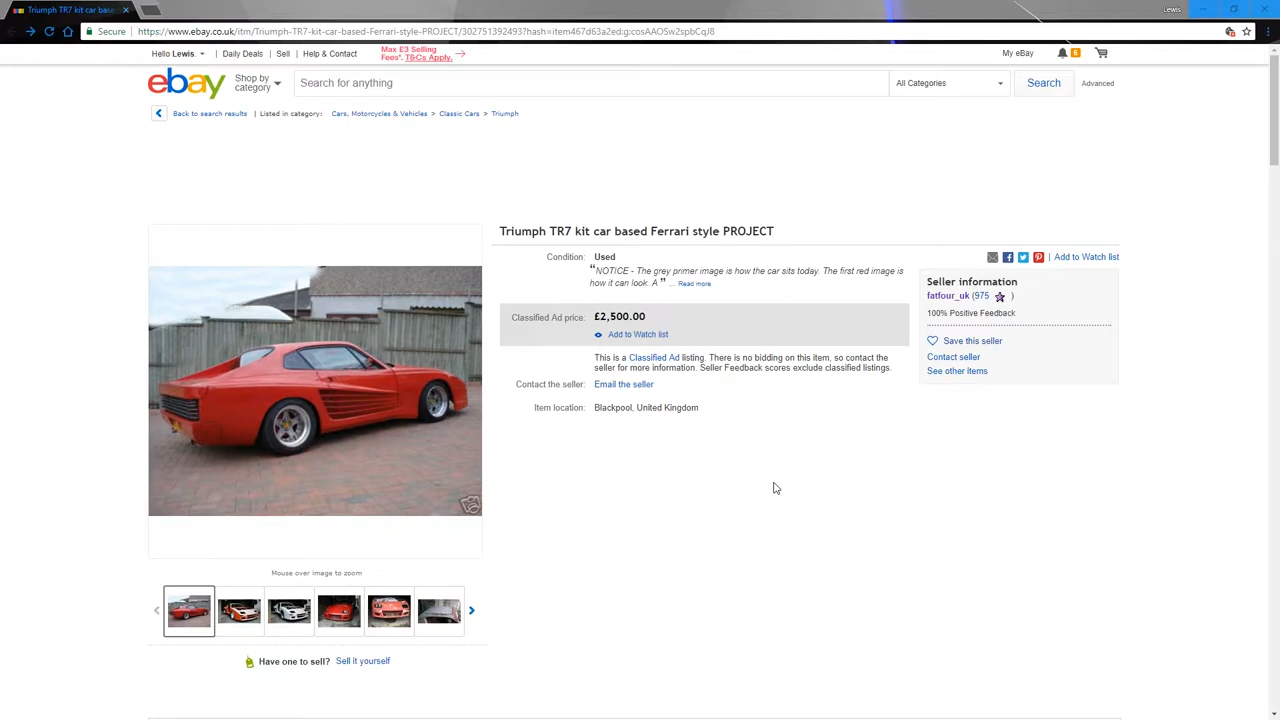 Triumph TR7 kit car bas
Lewis
Secure https://www.ebay.co.uk/itm/Triumph-TR7-kit-car-based-Ferrari-style-PROJECT/302751392493?hash=item467d63a2ed:g:cosAAOSw2spbCqJ8
Hello Lewis. Daily Deals | Sell | Help & Contact
Max £3 Selling
Fees*. T&Cs Apply.
My eBay 6
ebay
Shop by
category
Search for anything
All Categories
Search
Advanced
Back to search results | Listed in category: Cars, Motorcycles & Vehicles > Classic Cars > Triumph
Triumph TR7 kit car based Ferrari style PROJECT
Condition: Used
“NOTICE - The grey primer image is how the car sits today. The first red image is
how it can look. A ” ... Read more
Classified Ad price: £2,500.00
Add to Watch list
This is a Classified Ad listing. There is no bidding on this item, so contact the
seller for more information. Seller Feedback scores exclude classified listings.
Contact the seller: Email the seller
Item location: Blackpool, United Kingdom
| Add to Watch list
Seller information
fatfour_uk (975 )
100% Positive Feedback
Save this seller
Contact seller
See other items
Mouse over image to zoom
Have one to sell? Sell it yourself